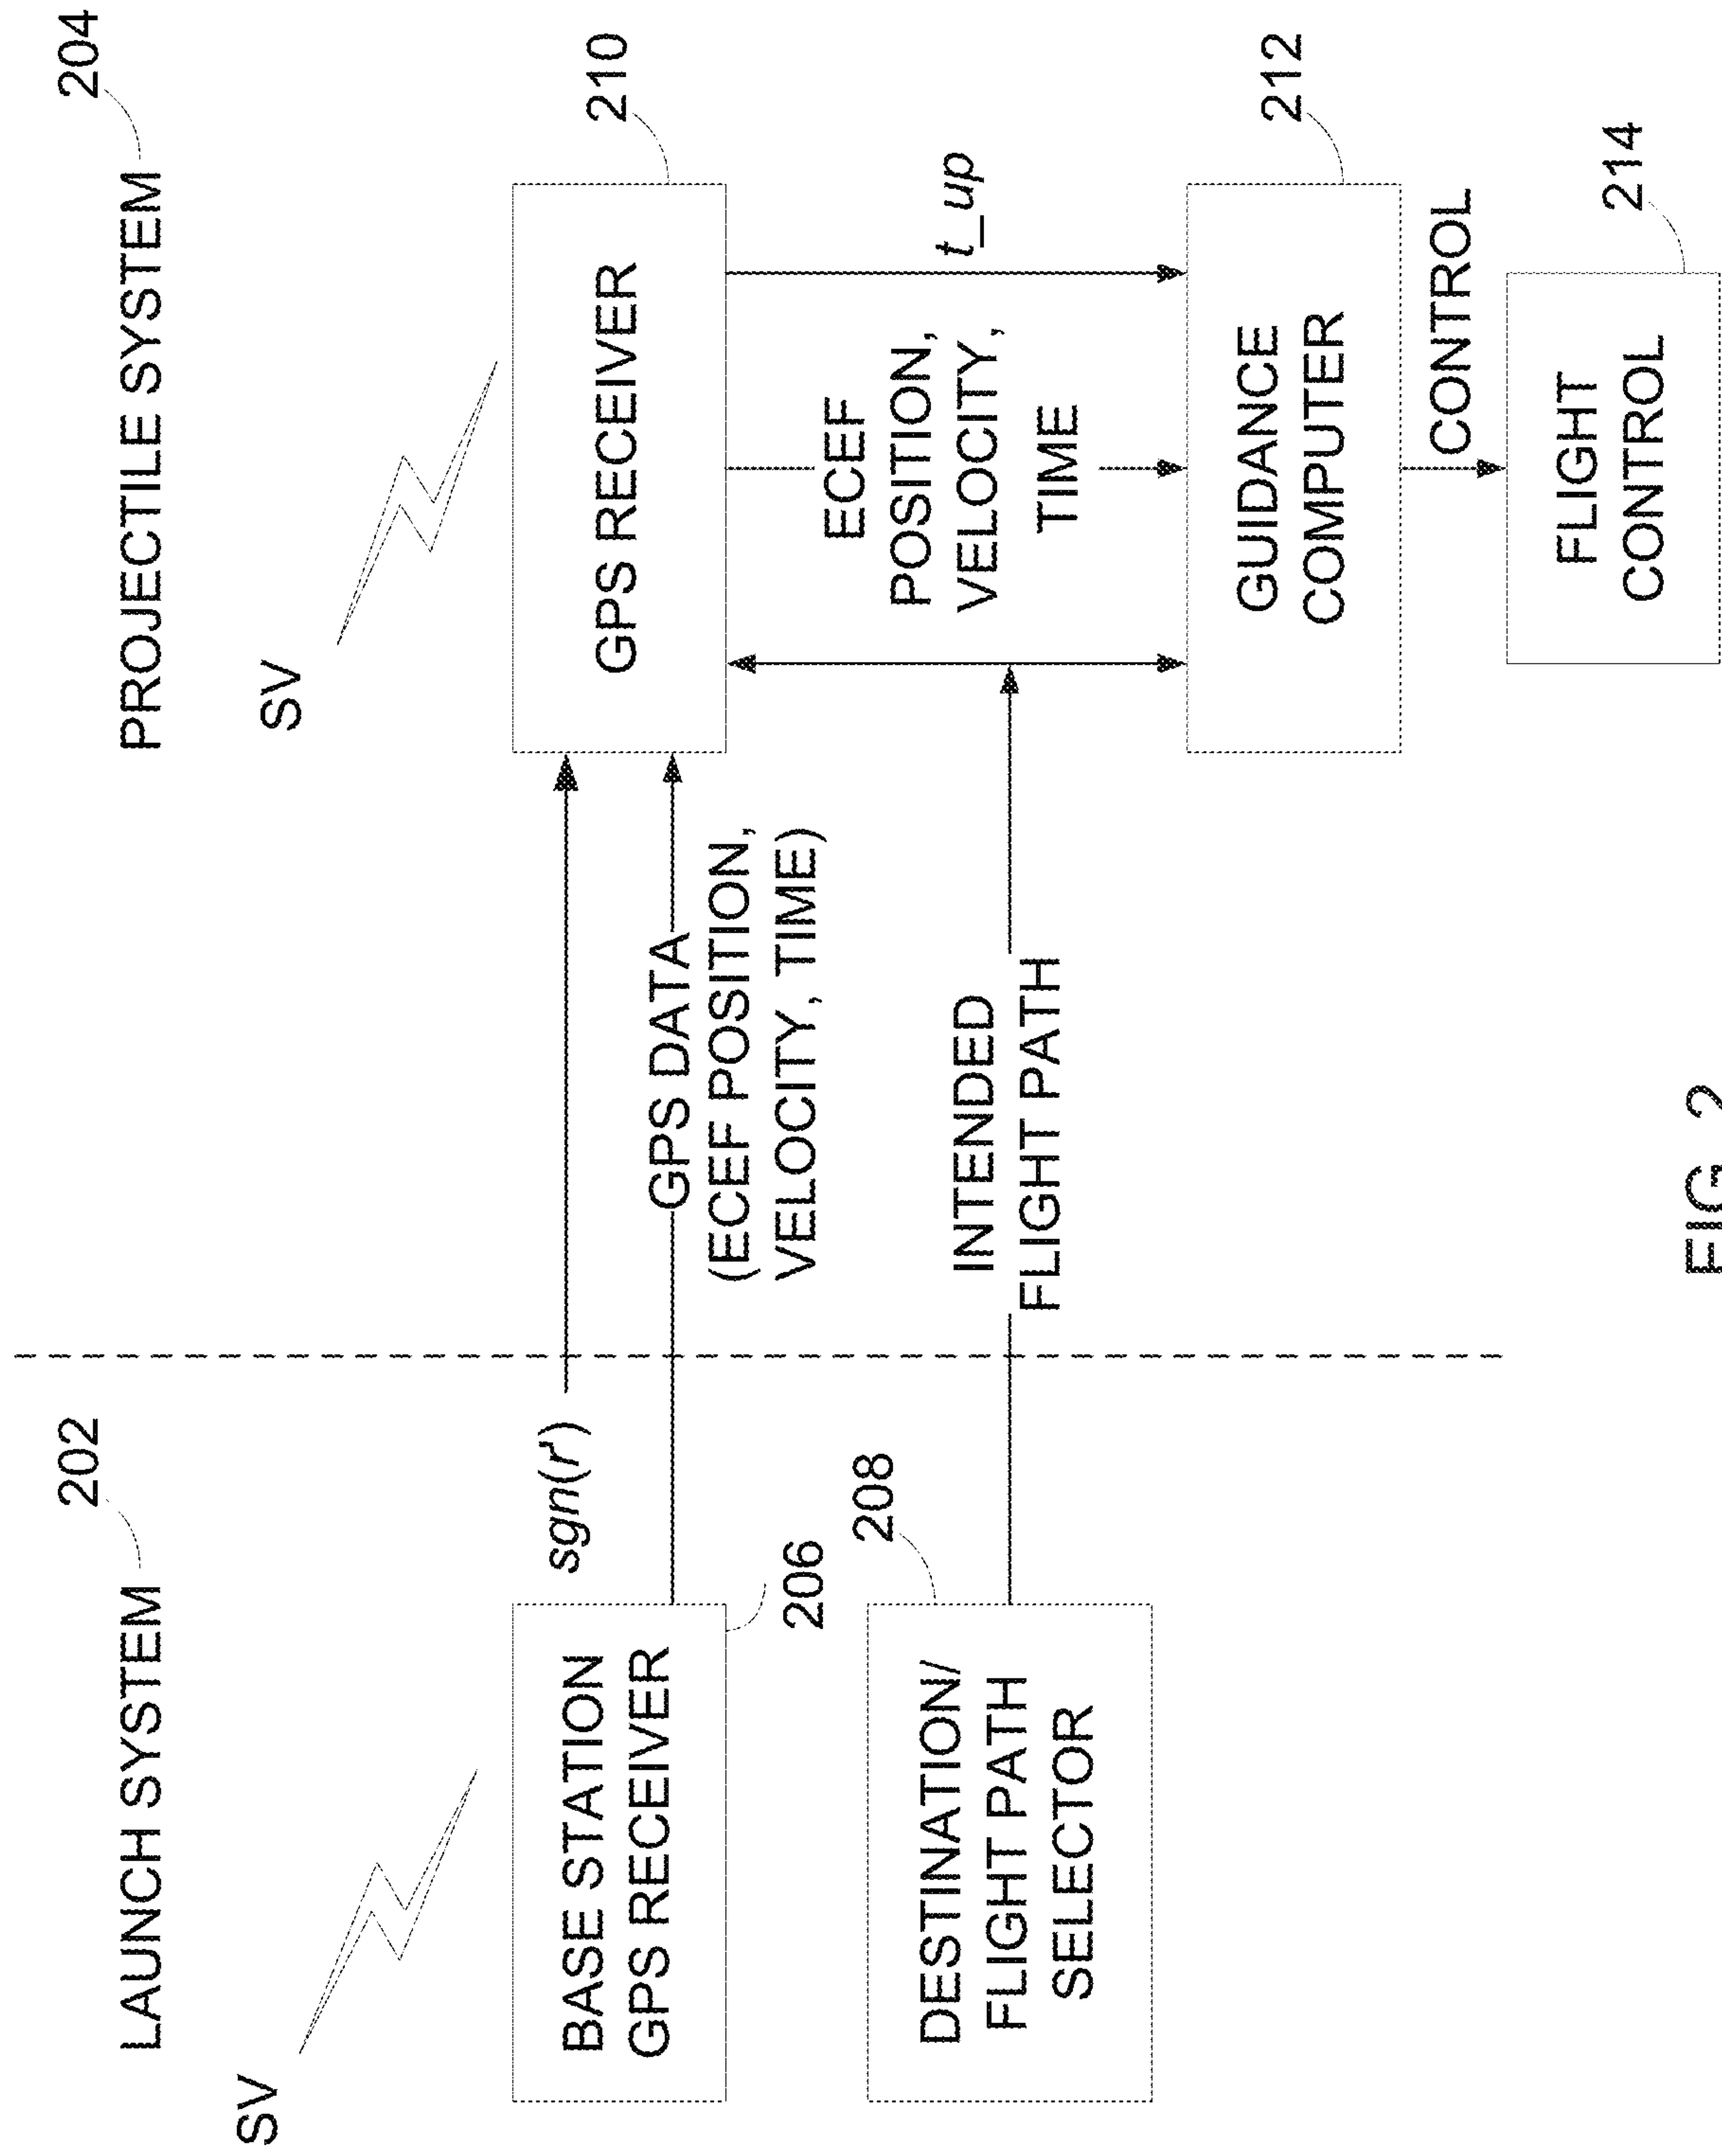 LAUNCH SYSTEM
202
PROJECTILE SYSTEM
204
SV
SV
BASE STATION
GPS RECEIVER
206
sgn(r')
GPS DATA
(ECEF POSITION,
VELOCITY, TIME)
GPS RECEIVER
210
DESTINATION/
FLIGHT PATH
SELECTOR
208
INTENDED
FLIGHT PATH
ECEF
POSITION,
VELOCITY,
TIME
t_up
GUIDANCE
COMPUTER
212
CONTROL
FLIGHT
CONTROL
214
FIG. 2